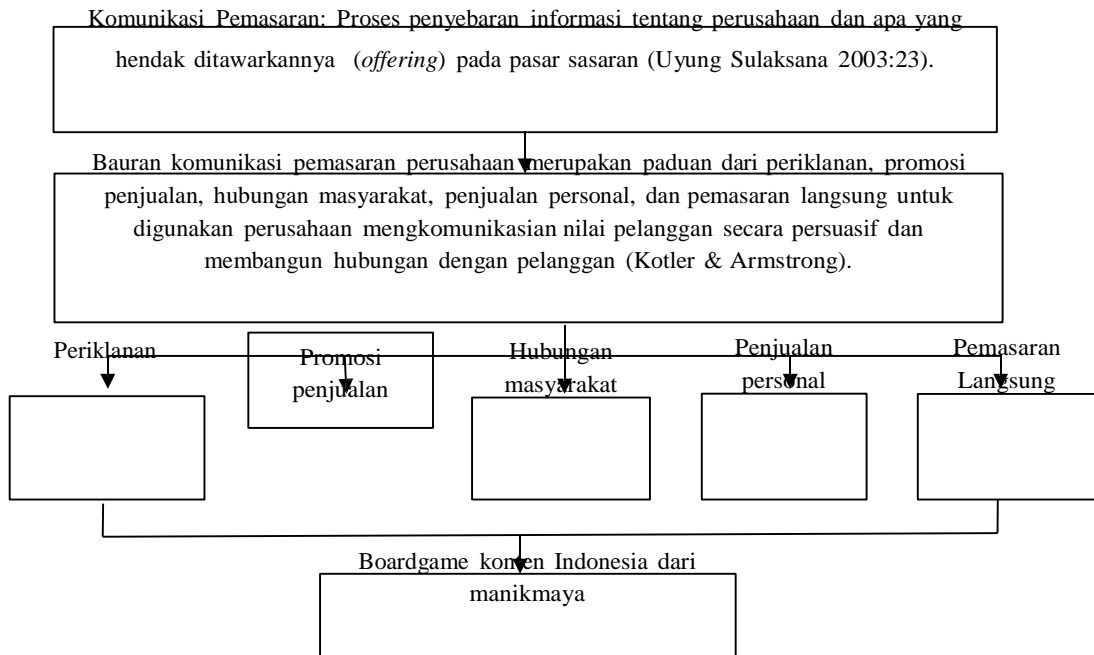 Komunikasi Pemasaran: Proses penyebaran informasi tentang perusahaan dan apa yang
hendak ditawarkannya (offering) pada pasar sasaran (Uyung Sulaksana 2003:23).
Bauran komunikasi pemasaran perusahaan merupakan paduan dari periklanan, promosi
penjualan, hubungan masyarakat, penjualan personal, dan pemasaran langsung untuk
digunakan perusahaan mengkomunikasian nilai pelanggan secara persuasif dan
membangun hubungan dengan pelanggan (Kotler & Armstrong).
Periklanan
Promosi
penjualan
Hubungan
masyarakat
Penjualan
personal
Pemasaran
Langsung
Boardgame konten Indonesia dari
manikmaya